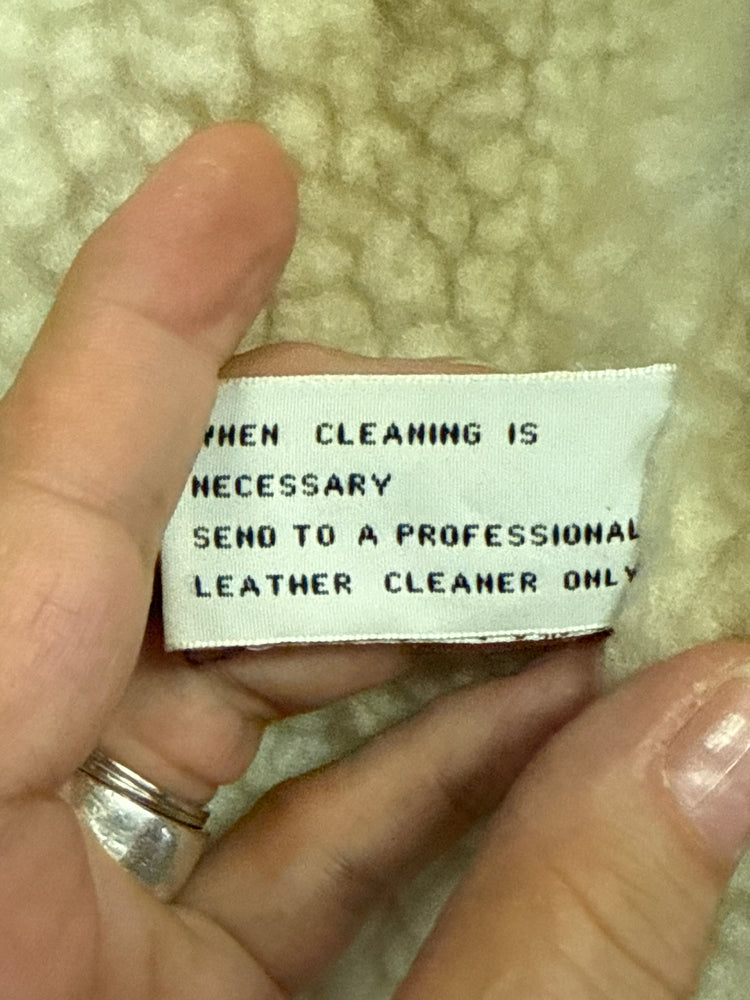 WHEN CLEANING IS
NECESSARY
SEND TO A PROFESSIONAL
LEATHER CLEANER ONLY